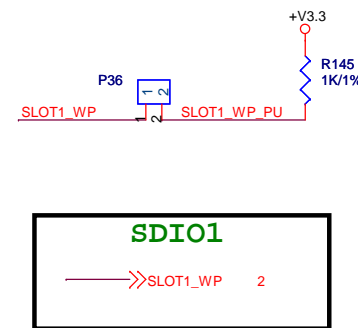 +V3.3
R145
1K/1%
P36
1 2
SLOT1_WP
1 2
SLOT1_WP_PU
SDIO1
SLOT1_WP 2